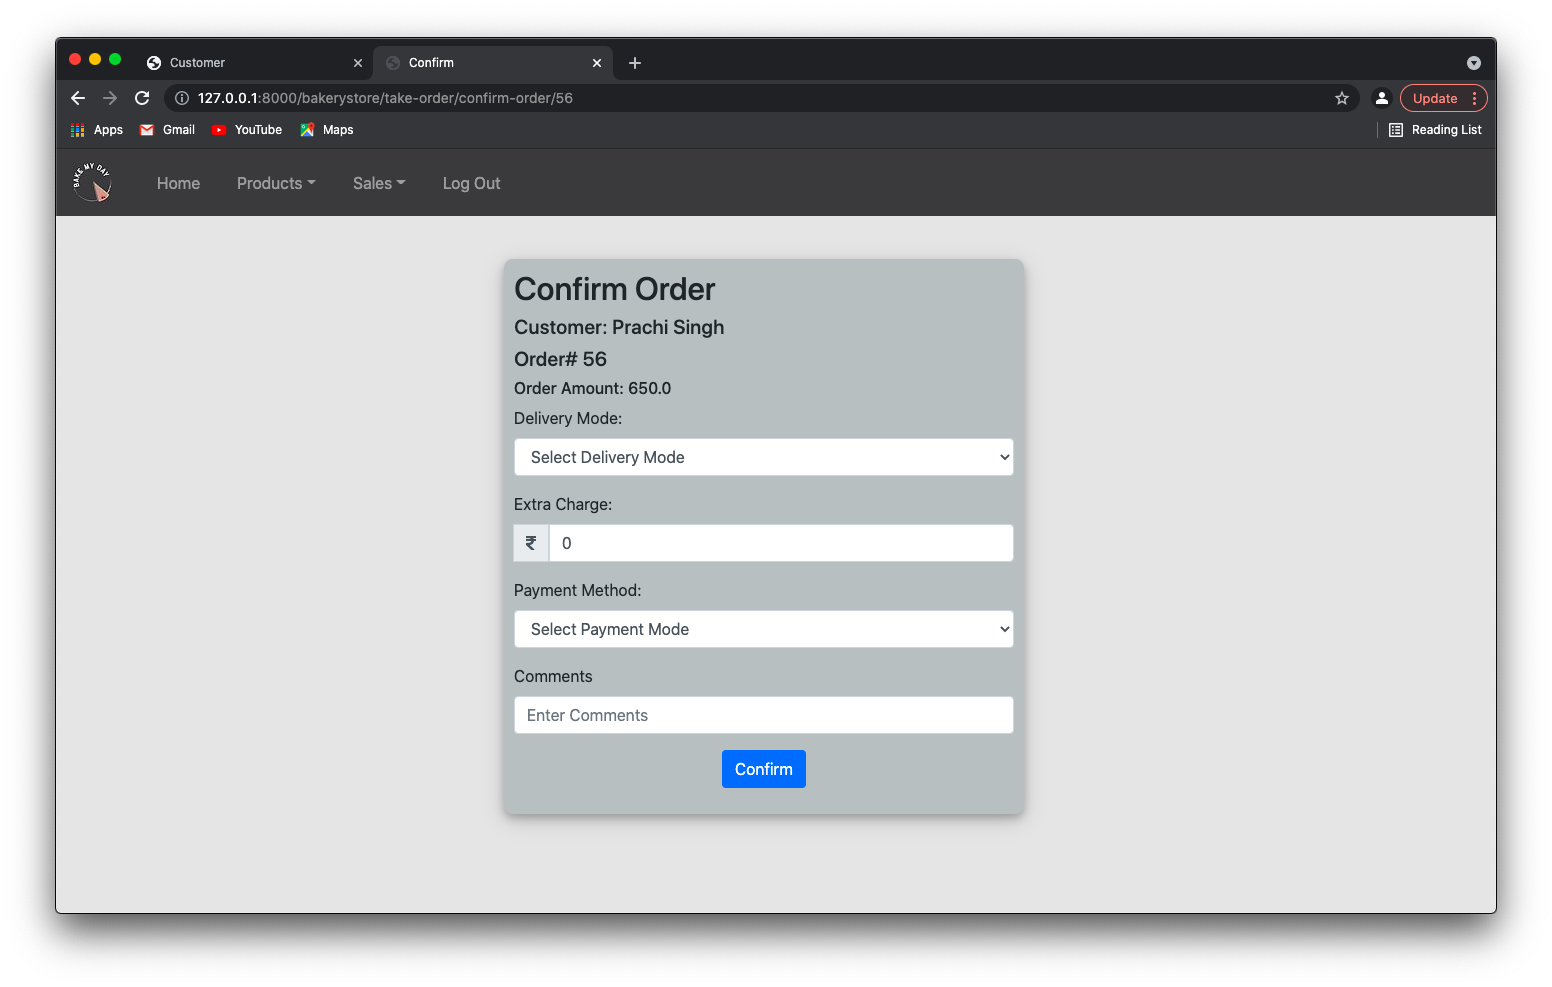 Customer
Confirm
127.0.0.1:8000/bakerystore/take-order/confirm-order/56
Update
Apps Gmail YouTube Maps
Reading List
BAKE MY DAY
Home Products Sales Log Out
Confirm Order
Customer: Prachi Singh
Order# 56
Order Amount: 650.0
Delivery Mode:
Select Delivery Mode
Extra Charge:
₹ 0
Payment Method:
Select Payment Mode
Comments
Enter Comments
Confirm